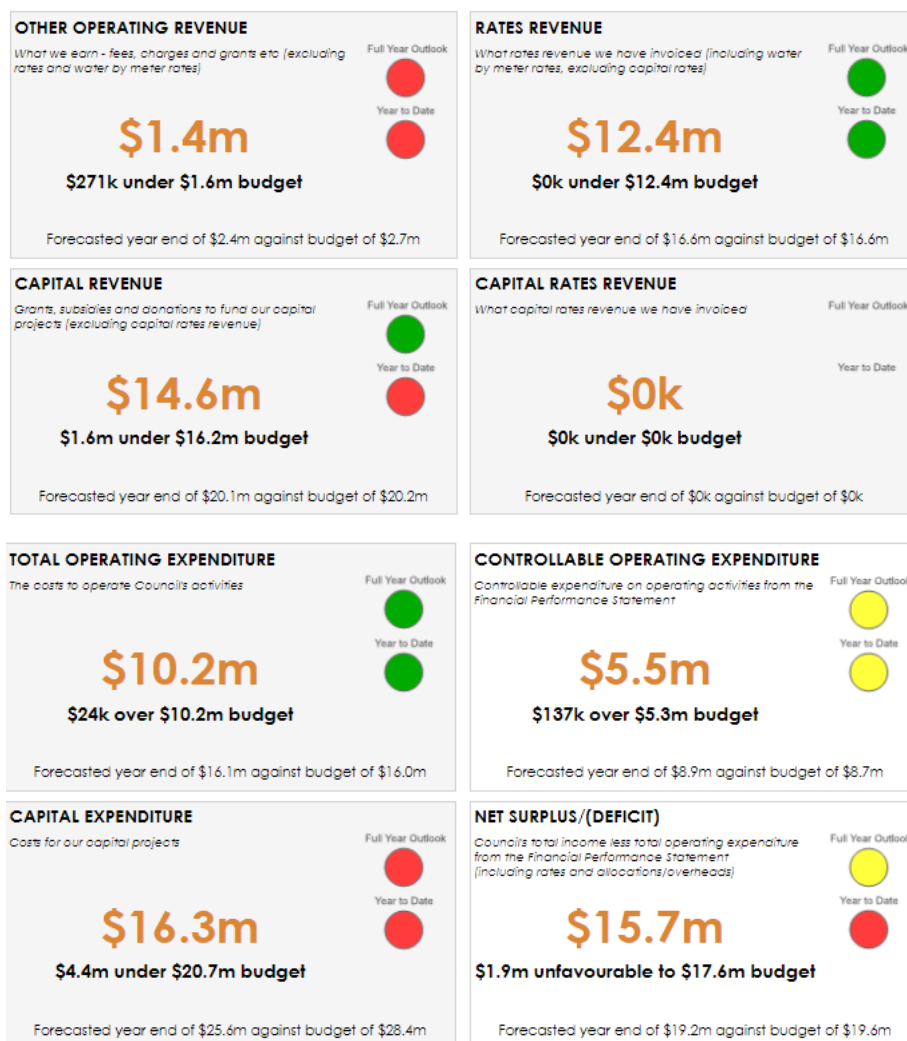 OTHER OPERATING REVENUE
What we earn - fees, charges and grants etc (excluding
rates and water by meter rates)
Full Year Outlook
Year to Date
$1.4m
$271k under $1.6m budget
Forecasted year end of $2.4m against budget of $2.7m
RATES REVENUE
What rates revenue we have invoiced (including water
by meter rates, excluding capital rates)
Full Year Outlook
Year to Date
$12.4m
$0k under $12.4m budget
Forecasted year end of $16.6m against budget of $16.6m
CAPITAL REVENUE
Grants, subsidies and donations to fund our capital
projects (excluding capital rates revenue)
Full Year Outlook
Year to Date
$14.6m
$1.6m under $16.2m budget
Forecasted year end of $20.1m against budget of $20.2m
CAPITAL RATES REVENUE
What capital rates revenue we have invoiced
Full Year Outlook
Year to Date
$0k
$0k under $0k budget
Forecasted year end of $0k against budget of $0k
TOTAL OPERATING EXPENDITURE
The costs to operate Council's activities
Full Year Outlook
Year to Date
$10.2m
$24k over $10.2m budget
Forecasted year end of $16.1m against budget of $16.0m
CONTROLLABLE OPERATING EXPENDITURE
Controllable expenditure on operating activities from the
Financial Performance Statement
Full Year Outlook
Year to Date
$5.5m
$137k over $5.3m budget
Forecasted year end of $8.9m against budget of $8.7m
CAPITAL EXPENDITURE
Costs for our capital projects
Full Year Outlook
Year to Date
$16.3m
$4.4m under $20.7m budget
Forecasted year end of $25.6m against budget of $28.4m
NET SURPLUS/(DEFICIT)
Council's total income less total operating expenditure
from the Financial Performance Statement
(including rates and allocations/overheads)
Full Year Outlook
Year to Date
$15.7m
$1.9m unfavourable to $17.6m budget
Forecasted year end of $19.2m against budget of $19.6m